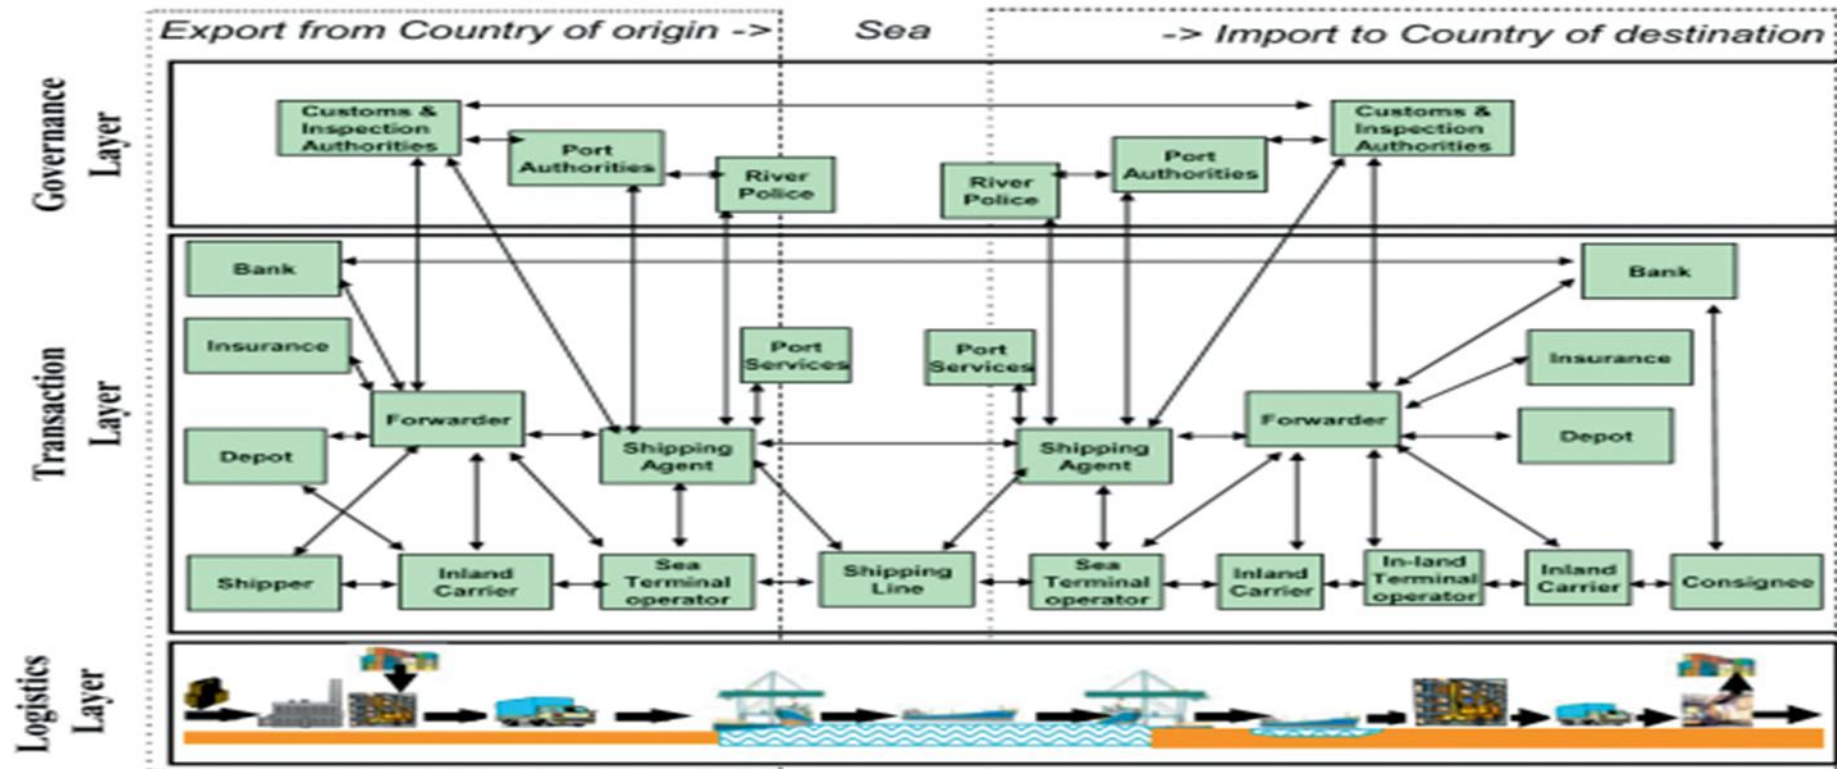 Export from Country of origin ->
Sea
-> Import to Country of destination
Governance
Layer
Customs &
Inspection
Authorities
Port
Authorities
River
Police
River
Police
Port
Authorities
Customs &
Inspection
Authorities
Transaction
Layer
Bank
Bank
Insurance
Port
Services
Port
Services
Insurance
Forwarder
Forwarder
Depot
Shipping
Agent
Shipping
Agent
Depot
Shipper
Inland
Carrier
Sea
Terminal
operator
Shipping
Line
Sea
Terminal
operator
Inland
Carrier
In-land
Terminal
operator
Inland
Carrier
Consignee
Logistics
Layer